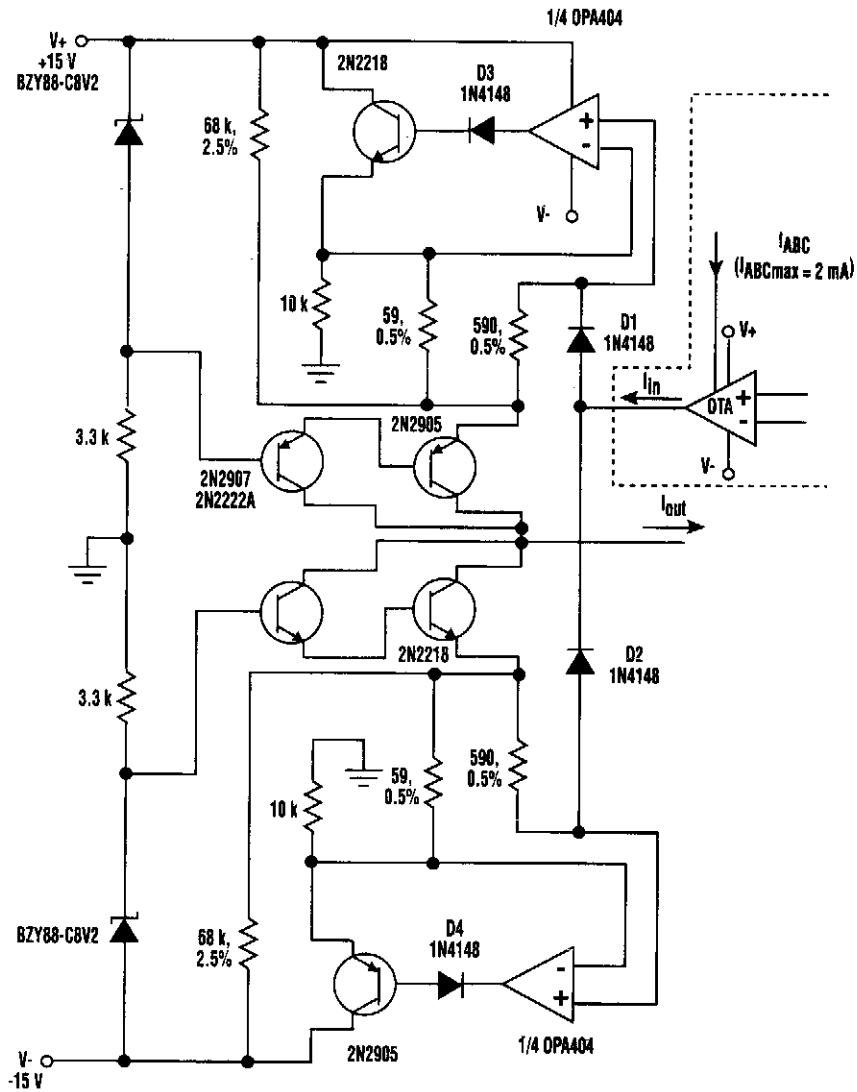 1/4 OPA404
V+
+15 V
BZY88-C8V2
2N2218
D3
1N4148
68 k,
2.5%
+
-
V-
IABC
(IABCmax = 2 mA)
10 k
59,
0.5%
590,
0.5%
D1
1N4148
V+
Iin
OTA
+
-
V-
3.3 k
2N2905
2N2907
2N2222A
Iout
2N2218
D2
1N4148
3.3 k
10 k
59,
0.5%
590,
0.5%
BZY88-C8V2
68 k,
2.5%
D4
1N4148
-
+
2N2905
1/4 OPA404
V-
-15 V